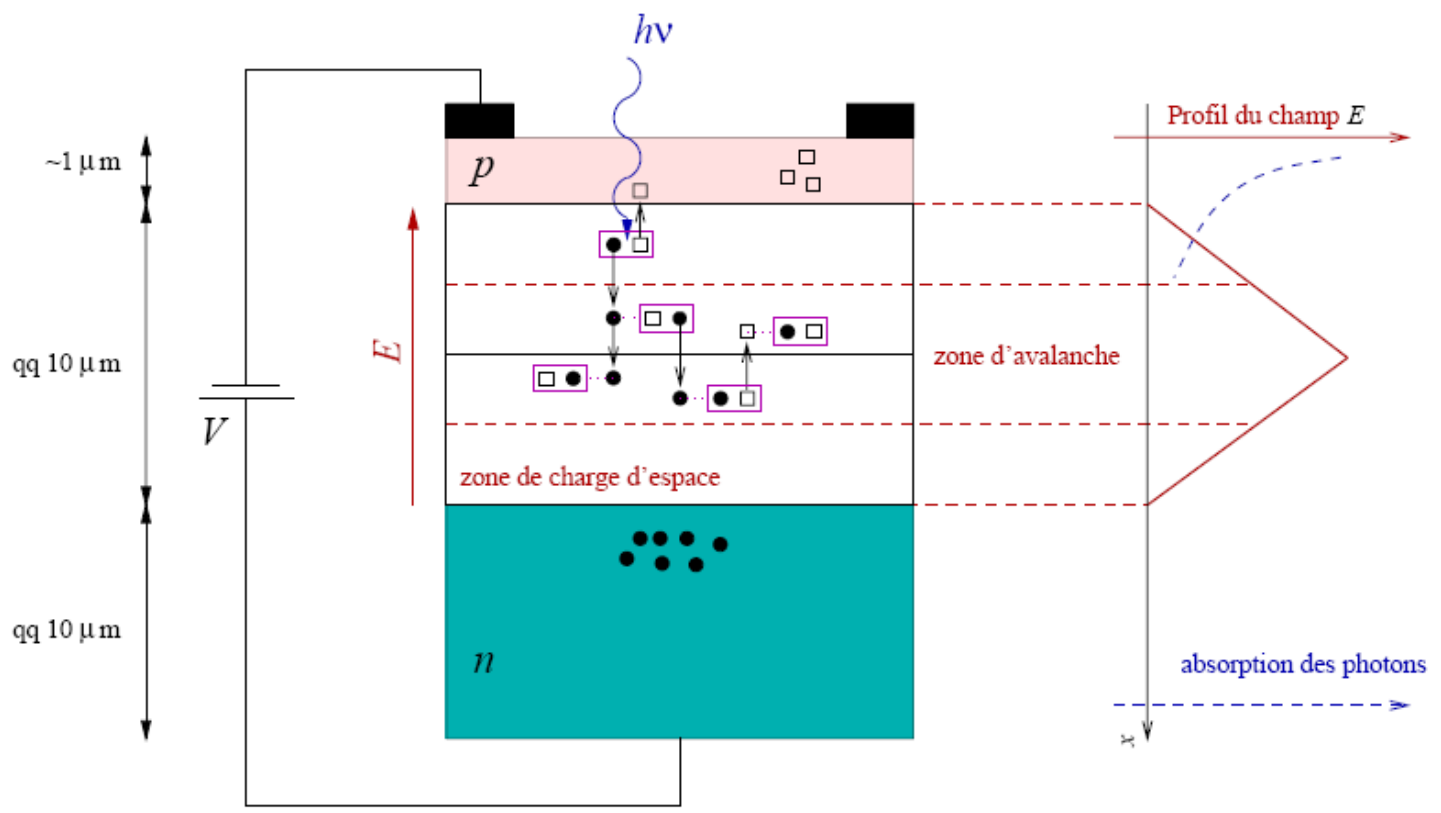 hν
Profil du champ E
~1 μm
p
E
qq 10 μm
zone d'avalanche
V
zone de charge d'espace
qq 10 μm
n
absorption des photons
x